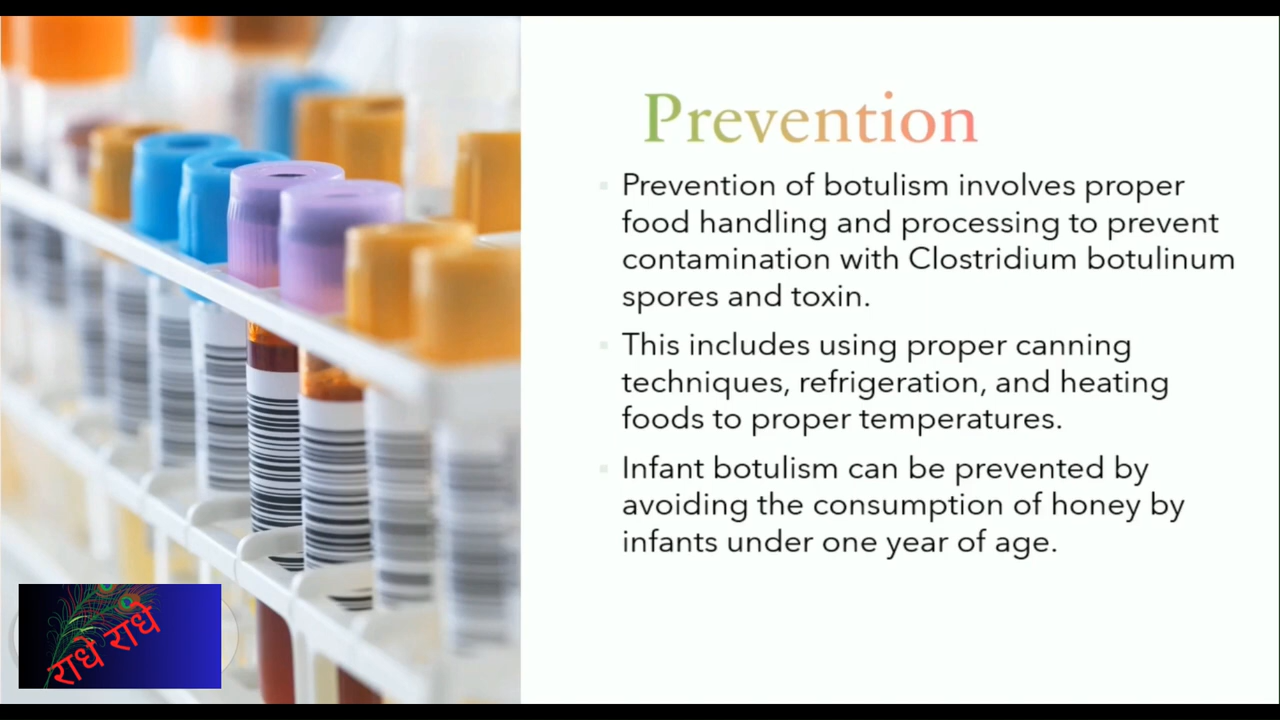 Prevention
Prevention of botulism involves proper
food handling and processing to prevent
contamination with Clostridium botulinum
spores and toxin.
This includes using proper canning
techniques, refrigeration, and heating
foods to proper temperatures.
Infant botulism can be prevented by
avoiding the consumption of honey by
infants under one year of age.
राधे राधे